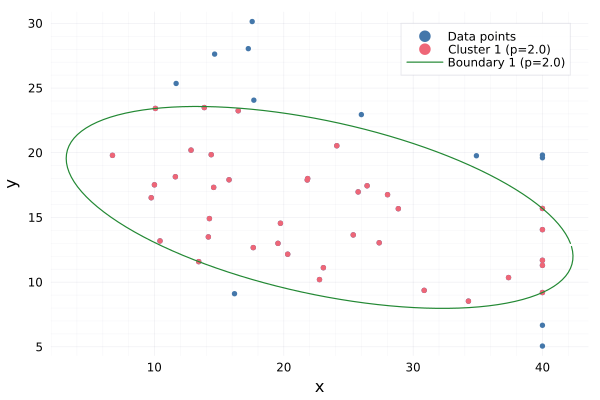 30
25
20
15
10
5
y
10 20 30 40
x
Data points
Cluster 1 (p=2.0)
Boundary 1 (p=2.0)